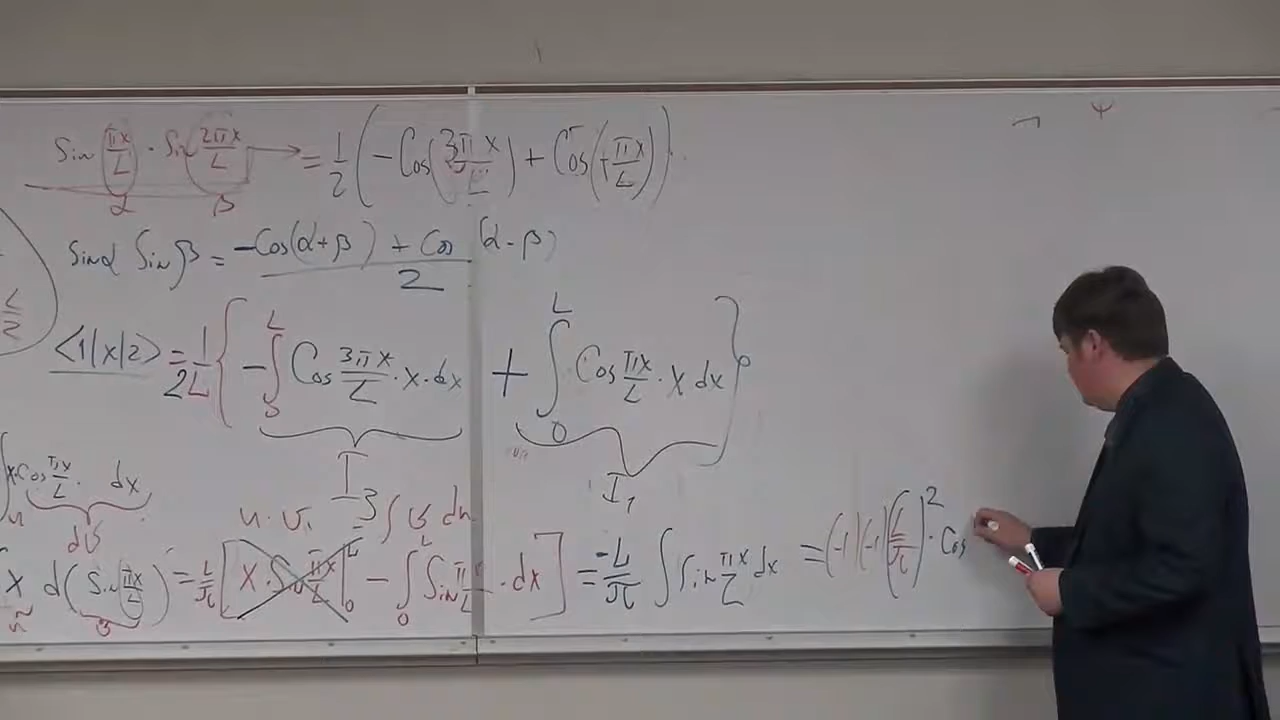 Sin(πx/L) · Sin(2πx/L) → = 1/2 (−Cos(3πx/L) + Cos(+πx/L))
α β
Sinα Sinβ = (−Cos(α+β) + Cos(α-β))/2
L/2
<1|x|2> = 1/2L { −∫₀ᴸ Cos 3πx/L · x · dx + ∫₀ᴸ Cos πx/L · x dx }
I₃ I₁
∫ x·Cos πx/L · dx
u dv
u · v. ∫ v du
x d(Sin(πx/L)) = L/π [ x · Sin πx/L |₀ᴸ − ∫₀ᴸ Sin πx/L · dx ] = −L/π ∫ Sin πx/L dx = (-1)(-1)(L/π)² · Cos
u v